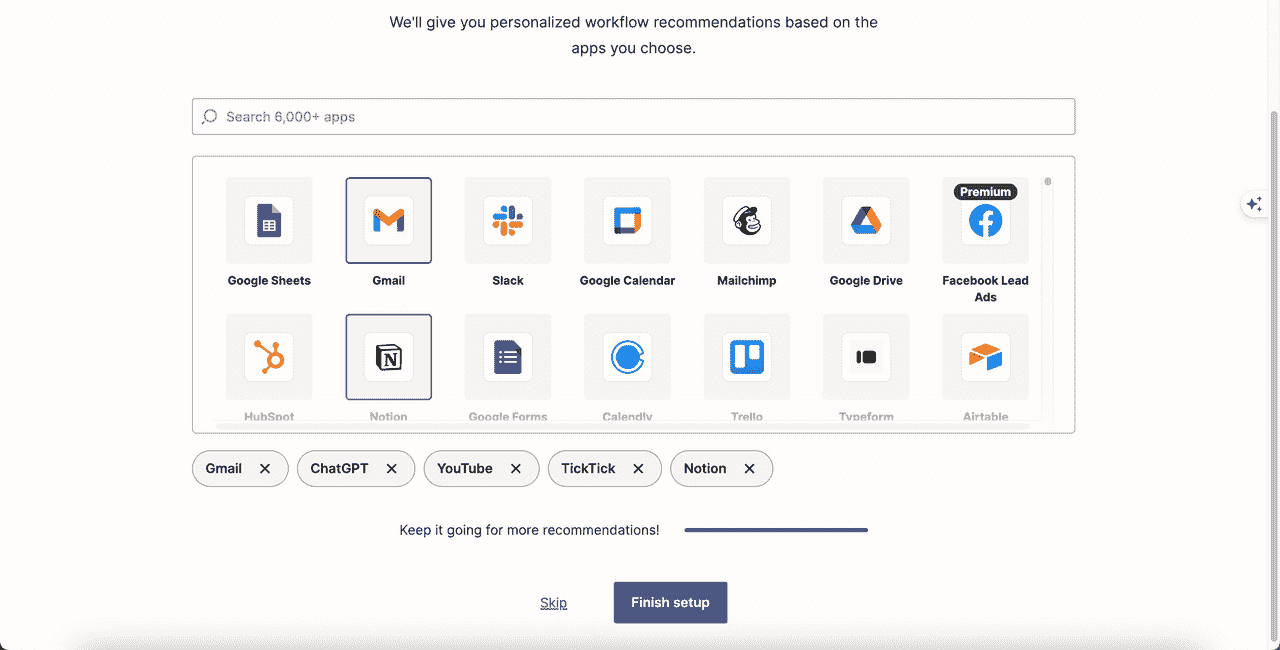 We'll give you personalized workflow recommendations based on the
apps you choose.
Search 6,000+ apps
Premium
Google Sheets
Gmail
Slack
Google Calendar
Mailchimp
Google Drive
Facebook Lead
Ads
HubSpot
Notion
Google Forms
Calendly
Trello
Typeform
Airtable
Gmail
ChatGPT
YouTube
TickTick
Notion
Keep it going for more recommendations!
Skip
Finish setup